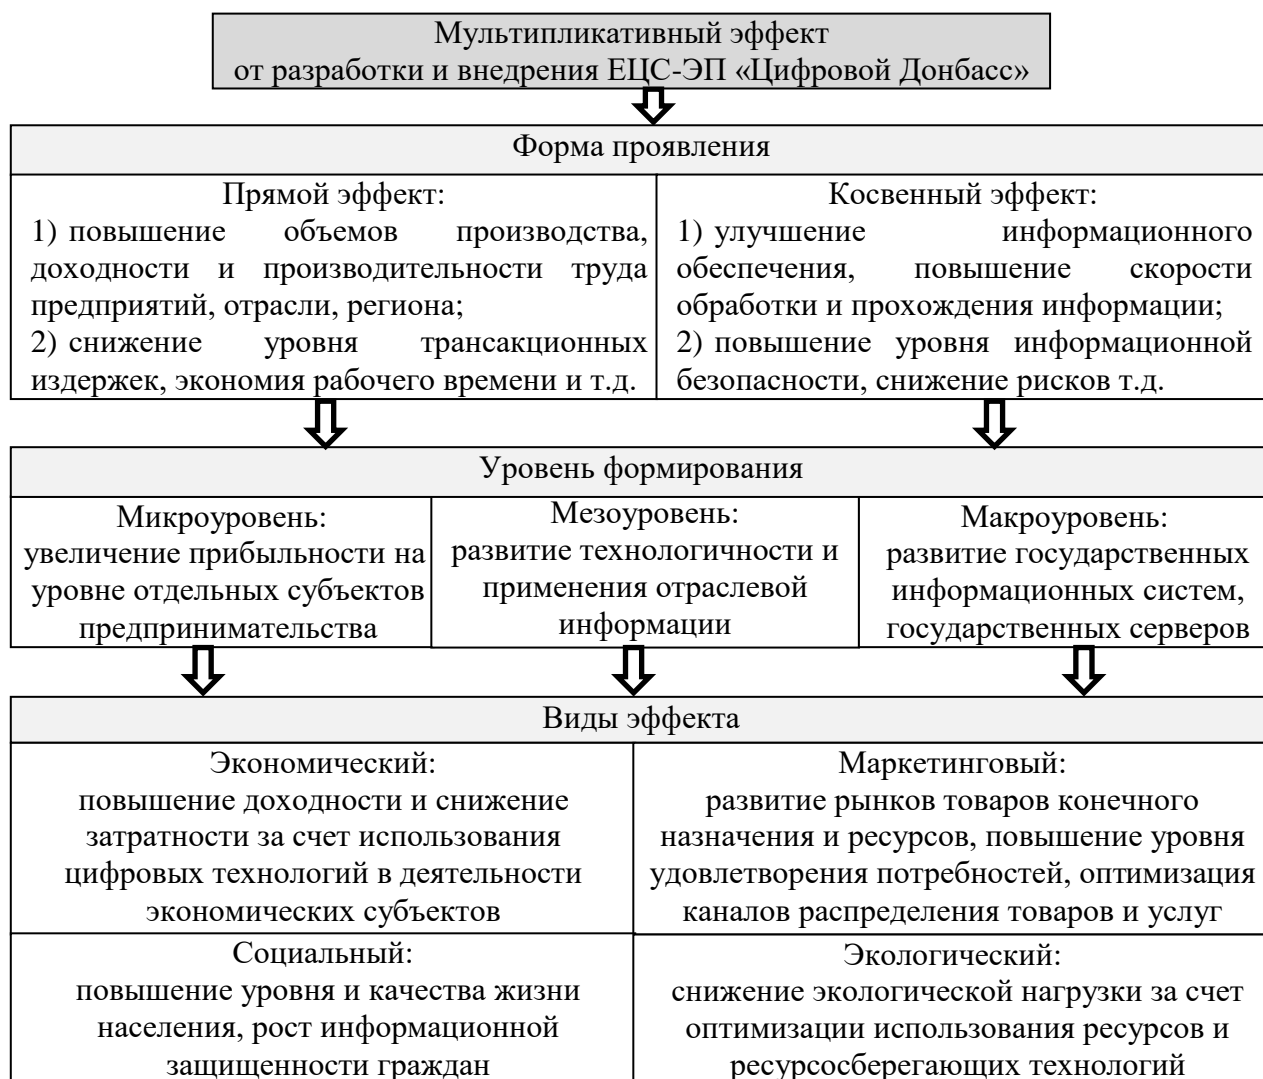 Мультипликативный эффект
от разработки и внедрения ЕЦС-ЭП «Цифровой Донбасс»
Форма проявления
Прямой эффект:
1) повышение объемов производства,
доходности и производительности труда
предприятий, отрасли, региона;
2) снижение уровня трансакционных
издержек, экономия рабочего времени и т.д.
Косвенный эффект:
1) улучшение информационного
обеспечения, повышение скорости
обработки и прохождения информации;
2) повышение уровня информационной
безопасности, снижение рисков т.д.
Уровень формирования
Микроуровень:
увеличение прибыльности на
уровне отдельных субъектов
предпринимательства
Мезоуровень:
развитие технологичности и
применения отраслевой
информации
Макроуровень:
развитие государственных
информационных систем,
государственных серверов
Виды эффекта
Экономический:
повышение доходности и снижение
затратности за счет использования
цифровых технологий в деятельности
экономических субъектов
Маркетинговый:
развитие рынков товаров конечного
назначения и ресурсов, повышение уровня
удовлетворения потребностей, оптимизация
каналов распределения товаров и услуг
Социальный:
повышение уровня и качества жизни
населения, рост информационной
защищенности граждан
Экологический:
снижение экологической нагрузки за счет
оптимизации использования ресурсов и
ресурсосберегающих технологий